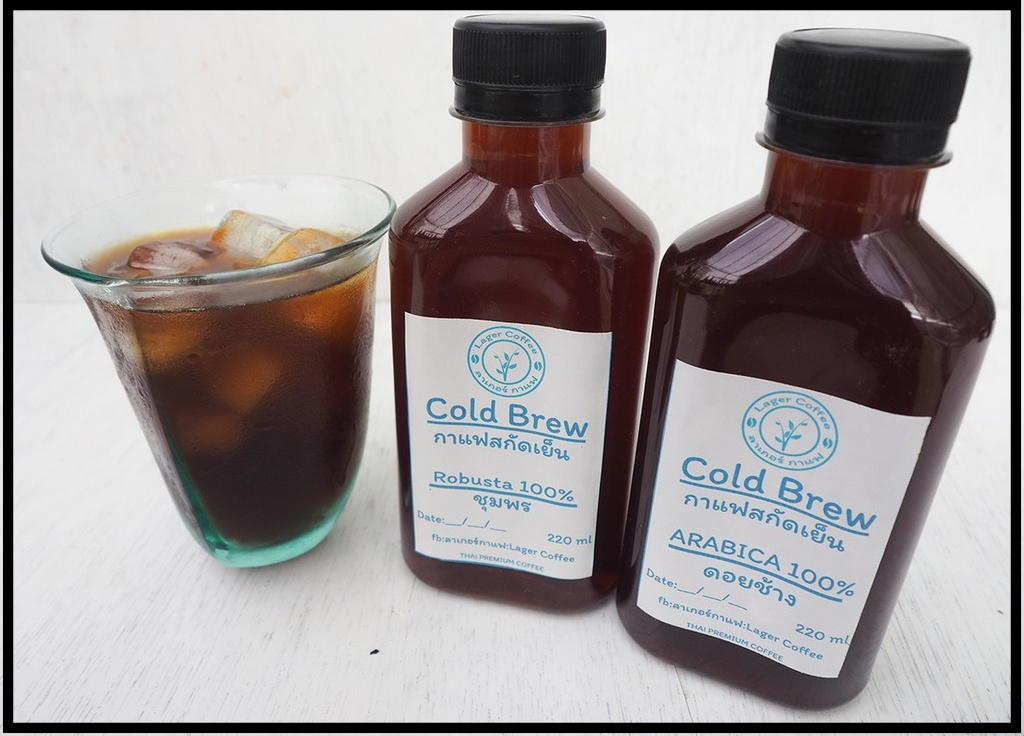 Lager Coffee
ลาเกอร์ กาแฟ
Cold Brew
กาแฟสกัดเย็น
Robusta 100%
ชุมพร
Date:__/__/__
220 ml
fb:ลาเกอร์กาแฟ:Lager Coffee
THAI PREMIUM COFFEE
Lager Coffee
ลาเกอร์ กาแฟ
Cold Brew
กาแฟสกัดเย็น
ARABICA 100%
ดอยช้าง
Date:__/__/__
220 ml
fb:ลาเกอร์กาแฟ:Lager Coffee
THAI PREMIUM COFFEE